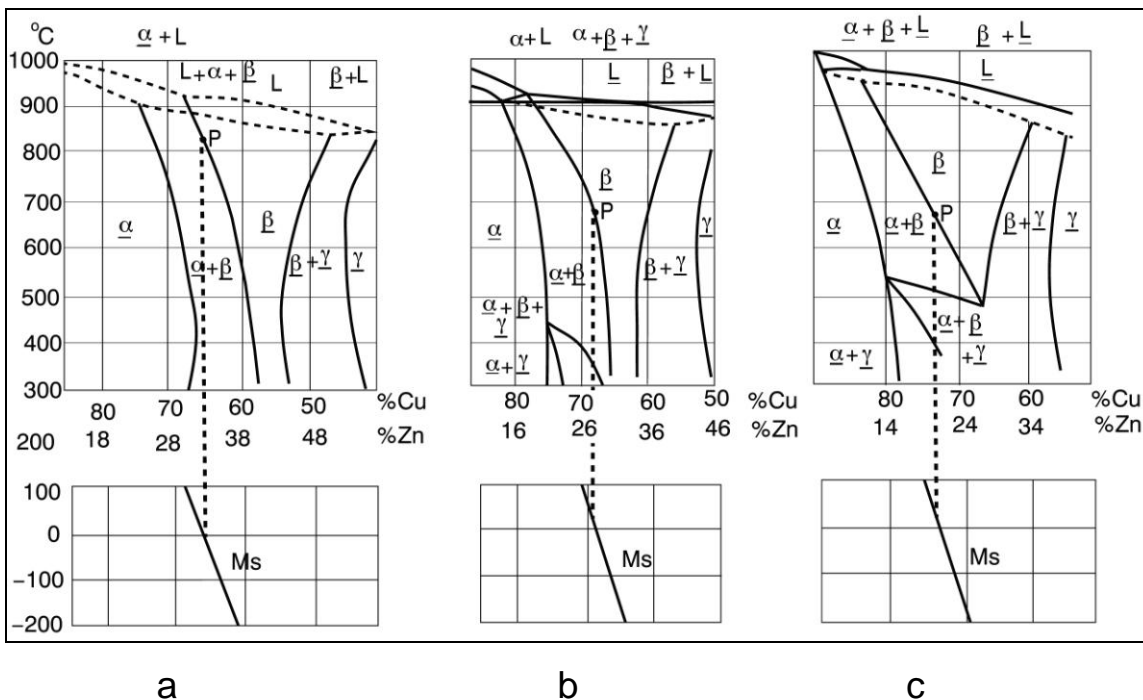 °C
α + L
1000
L+α+β
L
β+L
900
P
800
700
α
β
600
α+β
β+γ
γ
500
400
300
80 70 60 50 %Cu
200 18 28 38 48 %Zn
100
0
Ms
−100
−200
α+L α+β+γ
L β + L
β
P
γ
α
α+β
β+γ
α+β+
γ
α+γ
80 70 60 50 %Cu
16 26 36 46 %Zn
Ms
α+β+L β+L
L
β
P
α α+β β+γ γ
α+β
α+γ +γ
80 70 60 %Cu
14 24 34 %Zn
Ms
a b c